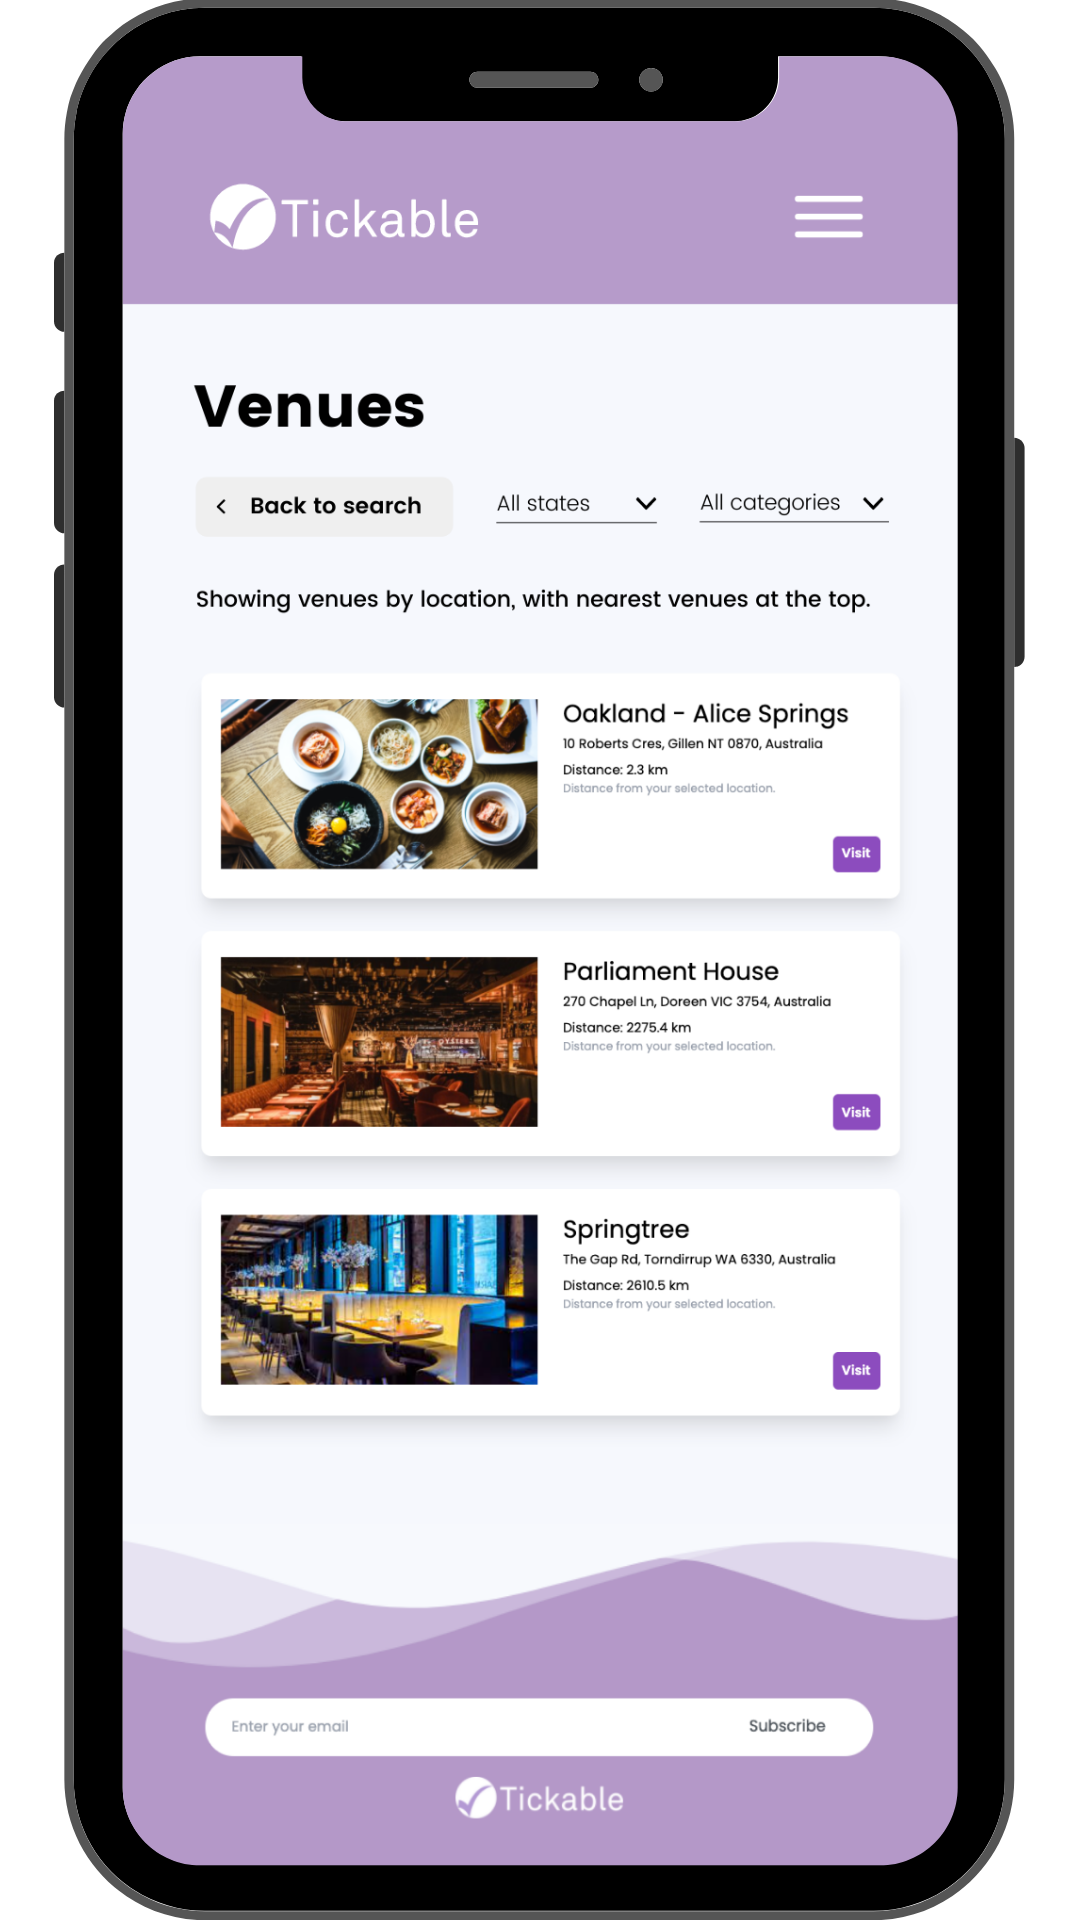 Tickable
Venues
Back to search
All states
All categories
Showing venues by location, with nearest venues at the top.
Oakland - Alice Springs
10 Roberts Cres, Gillen NT 0870, Australia
Distance: 2.3 km
Distance from your selected location.
Visit
OYSTERS
Parliament House
270 Chapel Ln, Doreen VIC 3754, Australia
Distance: 2275.4 km
Distance from your selected location.
Visit
Springtree
The Gap Rd, Torndirrup WA 6330, Australia
Distance: 2610.5 km
Distance from your selected location.
Visit
Enter your email
Subscribe
Tickable